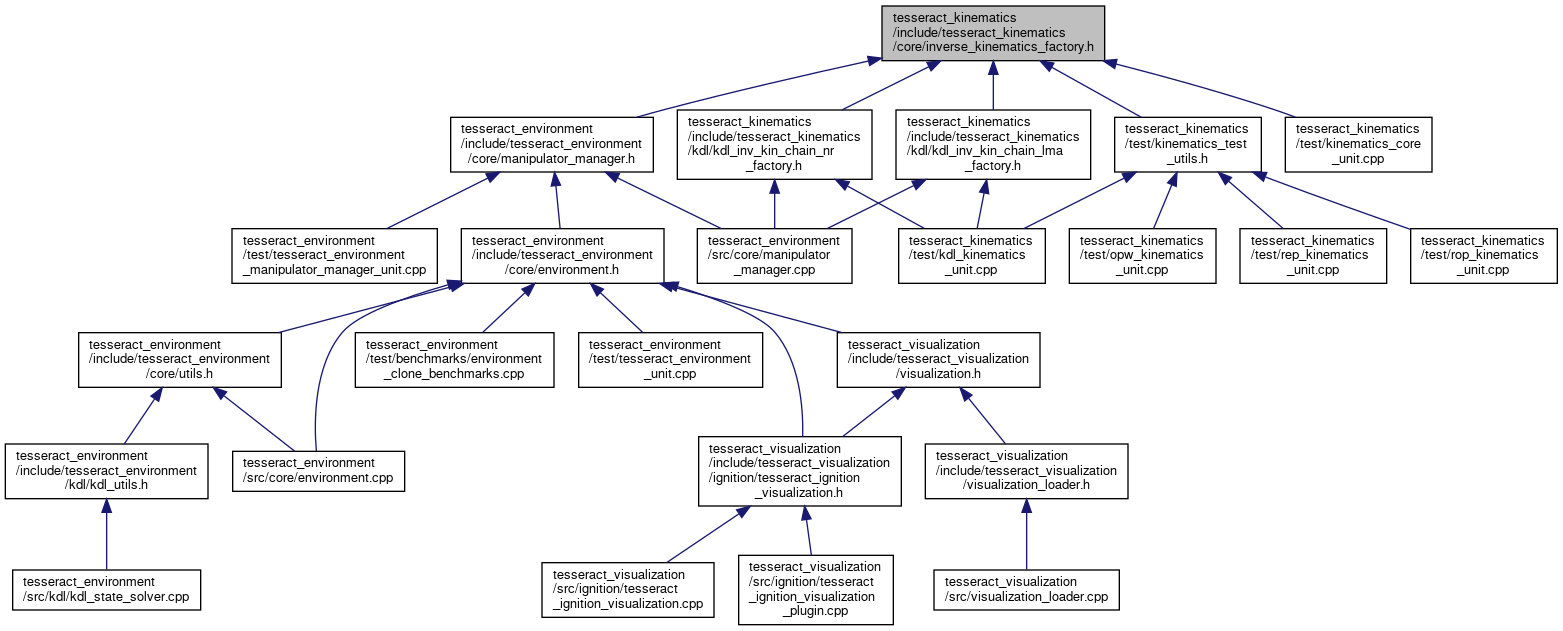 tesseract_kinematics
/include/tesseract_kinematics
/core/inverse_kinematics_factory.h
tesseract_environment
/include/tesseract_environment
/core/manipulator_manager.h
tesseract_kinematics
/include/tesseract_kinematics
/kdl/kdl_inv_kin_chain_nr
_factory.h
tesseract_kinematics
/include/tesseract_kinematics
/kdl/kdl_inv_kin_chain_lma
_factory.h
tesseract_kinematics
/test/kinematics_test
_utils.h
tesseract_kinematics
/test/kinematics_core
_unit.cpp
tesseract_environment
/test/tesseract_environment
_manipulator_manager_unit.cpp
tesseract_environment
/include/tesseract_environment
/core/environment.h
tesseract_environment
/src/core/manipulator
_manager.cpp
tesseract_kinematics
/test/kdl_kinematics
_unit.cpp
tesseract_kinematics
/test/opw_kinematics
_unit.cpp
tesseract_kinematics
/test/rep_kinematics
_unit.cpp
tesseract_kinematics
/test/rop_kinematics
_unit.cpp
tesseract_environment
/include/tesseract_environment
/core/utils.h
tesseract_environment
/test/benchmarks/environment
_clone_benchmarks.cpp
tesseract_environment
/test/tesseract_environment
_unit.cpp
tesseract_visualization
/include/tesseract_visualization
/visualization.h
tesseract_environment
/include/tesseract_environment
/kdl/kdl_utils.h
tesseract_environment
/src/core/environment.cpp
tesseract_visualization
/include/tesseract_visualization
/ignition/tesseract_ignition
_visualization.h
tesseract_visualization
/include/tesseract_visualization
/visualization_loader.h
tesseract_environment
/src/kdl/kdl_state_solver.cpp
tesseract_visualization
/src/ignition/tesseract
_ignition_visualization.cpp
tesseract_visualization
/src/ignition/tesseract
_ignition_visualization
_plugin.cpp
tesseract_visualization
/src/visualization_loader.cpp